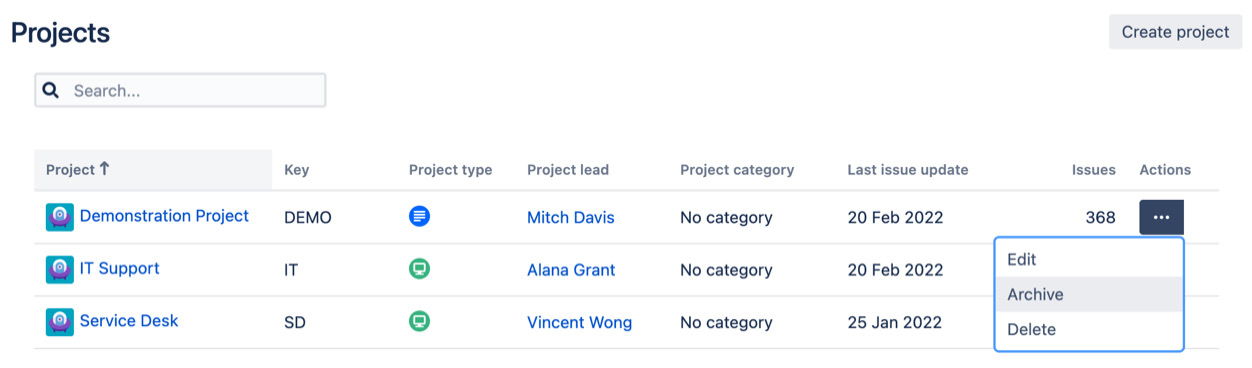 Projects
Create project
Search...
Project ↑ Key Project type Project lead Project category Last issue update Issues Actions
Demonstration Project DEMO Mitch Davis No category 20 Feb 2022 368 ...
IT Support IT Alana Grant No category 20 Feb 2022
Service Desk SD Vincent Wong No category 25 Jan 2022
Edit
Archive
Delete